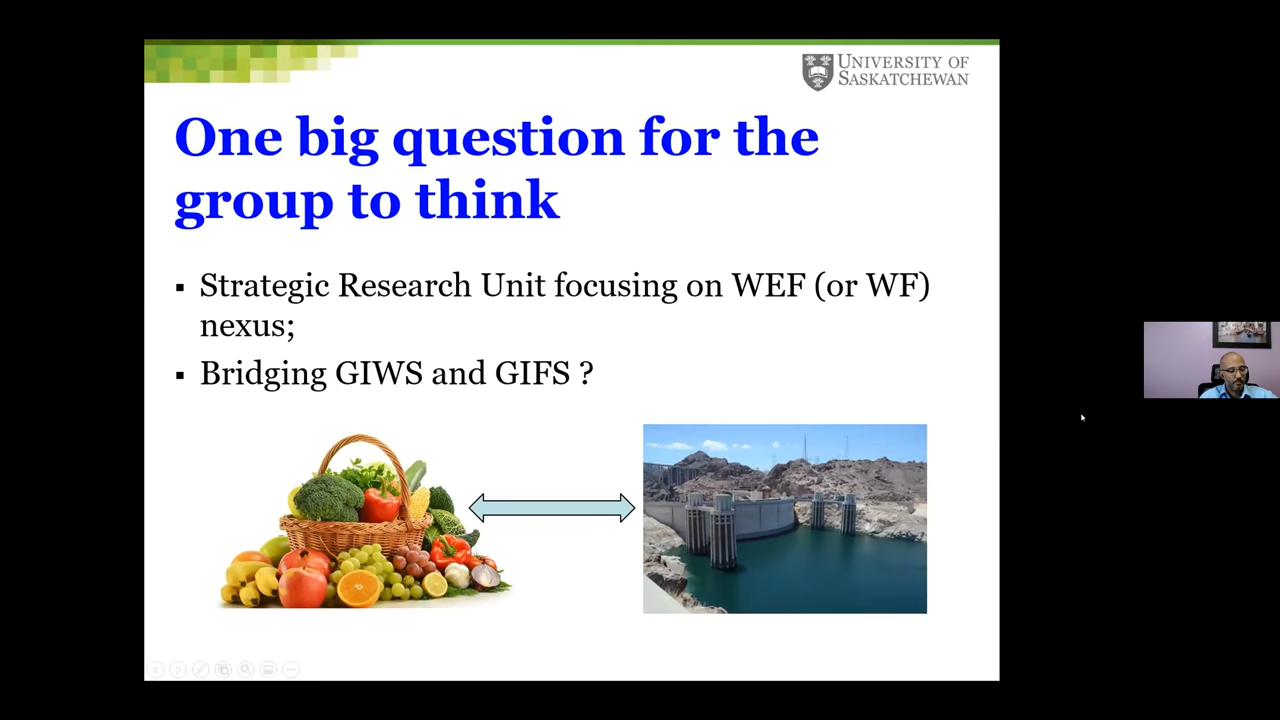 UNIVERSITY OF
SASKATCHEWAN
One big question for the
group to think
▪ Strategic Research Unit focusing on WEF (or WF)
nexus;
▪ Bridging GIWS and GIFS ?